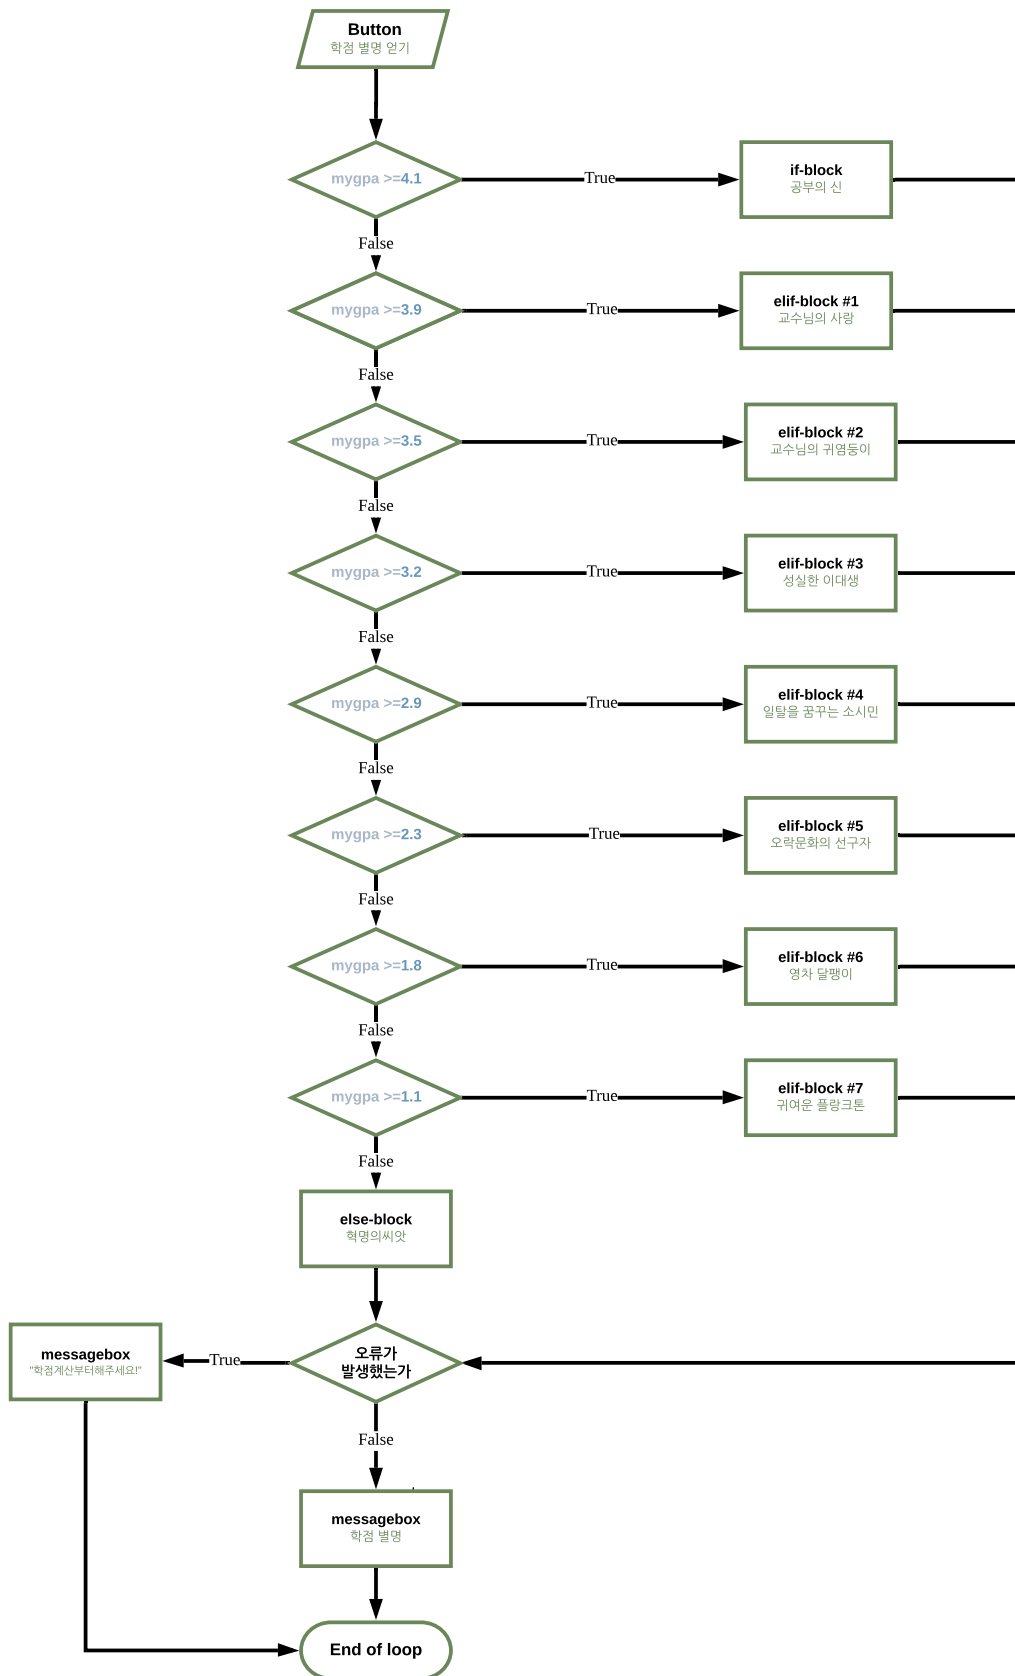 Button
학점 별명 얻기
mygpa >=4.1
True
if-block
공부의 신
False
mygpa >=3.9
True
elif-block #1
교수님의 사랑
False
mygpa >=3.5
True
elif-block #2
교수님의 귀염둥이
False
mygpa >=3.2
True
elif-block #3
성실한 이대생
False
mygpa >=2.9
True
elif-block #4
일탈을 꿈꾸는 소시민
False
mygpa >=2.3
True
elif-block #5
오락문화의 선구자
False
mygpa >=1.8
True
elif-block #6
영차 달팽이
False
mygpa >=1.1
True
elif-block #7
귀여운 플랑크톤
False
else-block
혁명의씨앗
messagebox
"학점계산부터해주세요!"
True
오류가
발생했는가
False
messagebox
학점 별명
End of loop